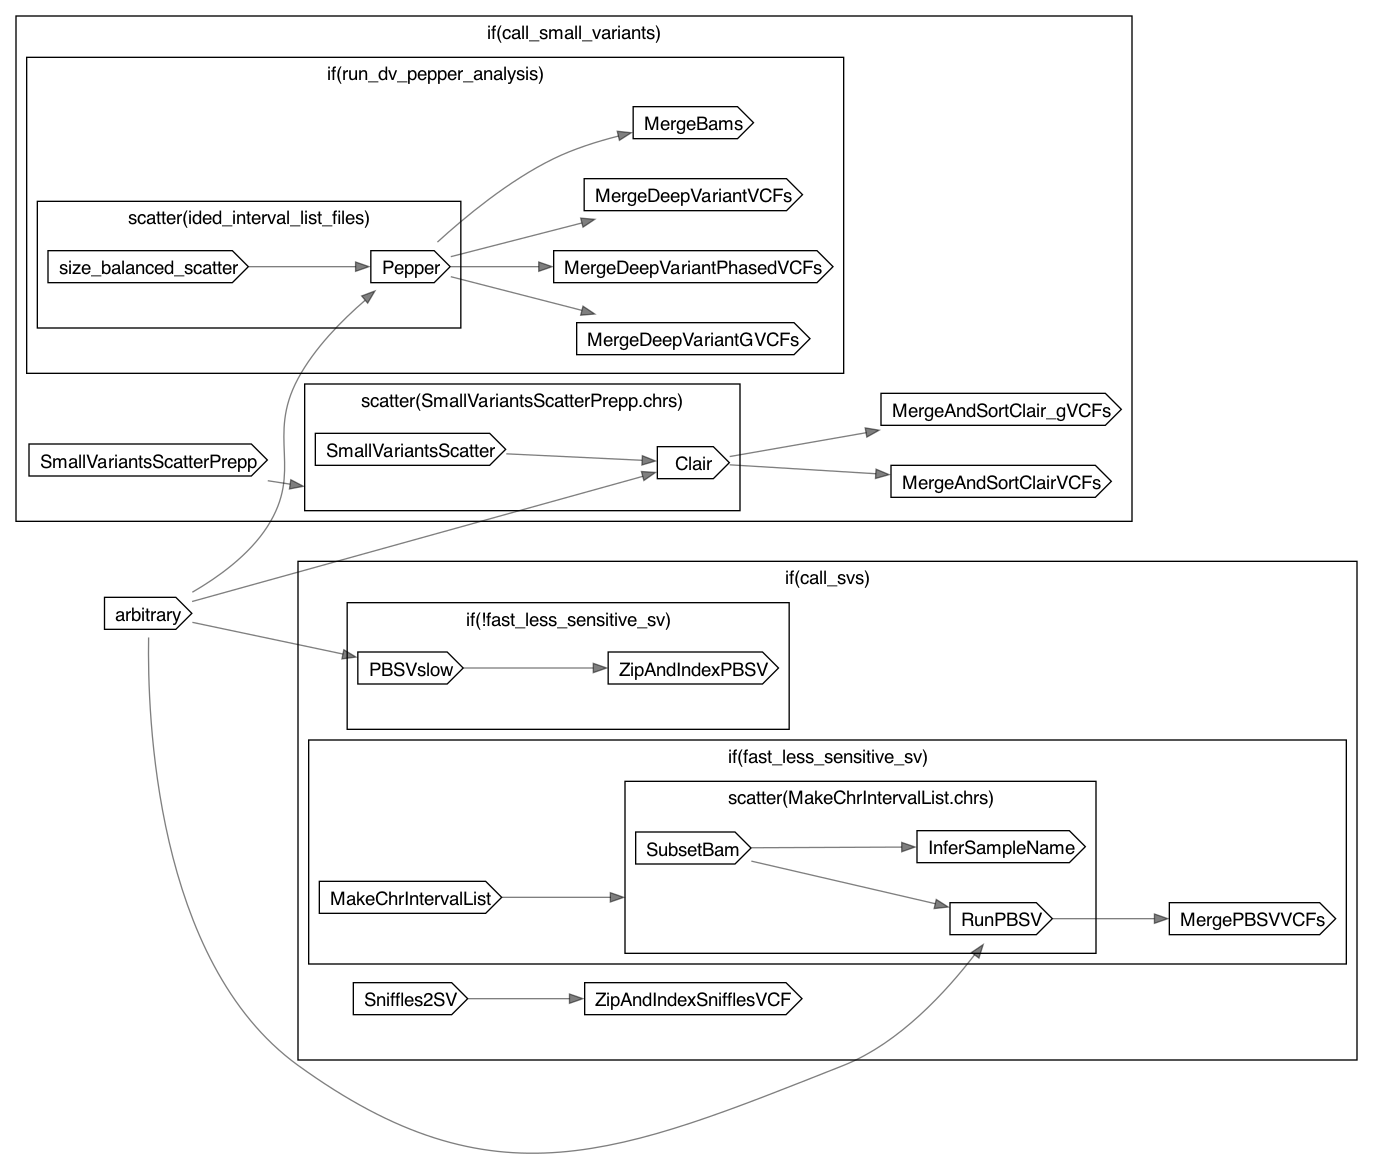 if(call_small_variants)
if(run_dv_pepper_analysis)
MergeBams
MergeDeepVariantVCFs
scatter(ided_interval_list_files)
size_balanced_scatter
Pepper
MergeDeepVariantPhasedVCFs
MergeDeepVariantGVCFs
scatter(SmallVariantsScatterPrepp.chrs)
MergeAndSortClair_gVCFs
SmallVariantsScatterPrepp
SmallVariantsScatter
Clair
MergeAndSortClairVCFs
if(call_svs)
arbitrary
if(!fast_less_sensitive_sv)
PBSVslow
ZipAndIndexPBSV
if(fast_less_sensitive_sv)
scatter(MakeChrIntervalList.chrs)
SubsetBam
InferSampleName
MakeChrIntervalList
RunPBSV
MergePBSVVCFs
Sniffles2SV
ZipAndIndexSnifflesVCF